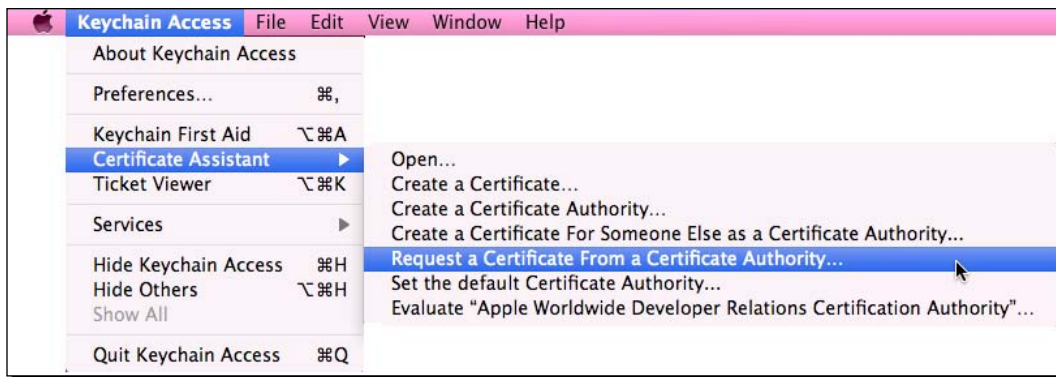 Keychain Access File Edit View Window Help
About Keychain Access
Preferences... ⌘,
Keychain First Aid ⌥⌘A
Certificate Assistant ▶
Ticket Viewer ⌥⌘K
Services ▶
Hide Keychain Access ⌘H
Hide Others ⌥⌘H
Show All
Quit Keychain Access ⌘Q
Open...
Create a Certificate...
Create a Certificate Authority...
Create a Certificate For Someone Else as a Certificate Authority...
Request a Certificate From a Certificate Authority...
Set the default Certificate Authority...
Evaluate “Apple Worldwide Developer Relations Certification Authority”...